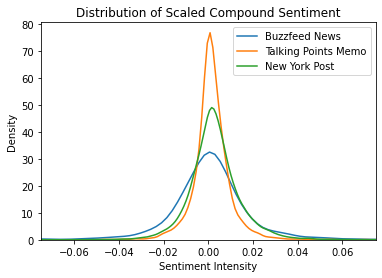 Distribution of Scaled Compound Sentiment
Density
80
70
60
50
40
30
20
10
0
Buzzfeed News
Talking Points Memo
New York Post
−0.06 −0.04 −0.02 0.00 0.02 0.04 0.06
Sentiment Intensity